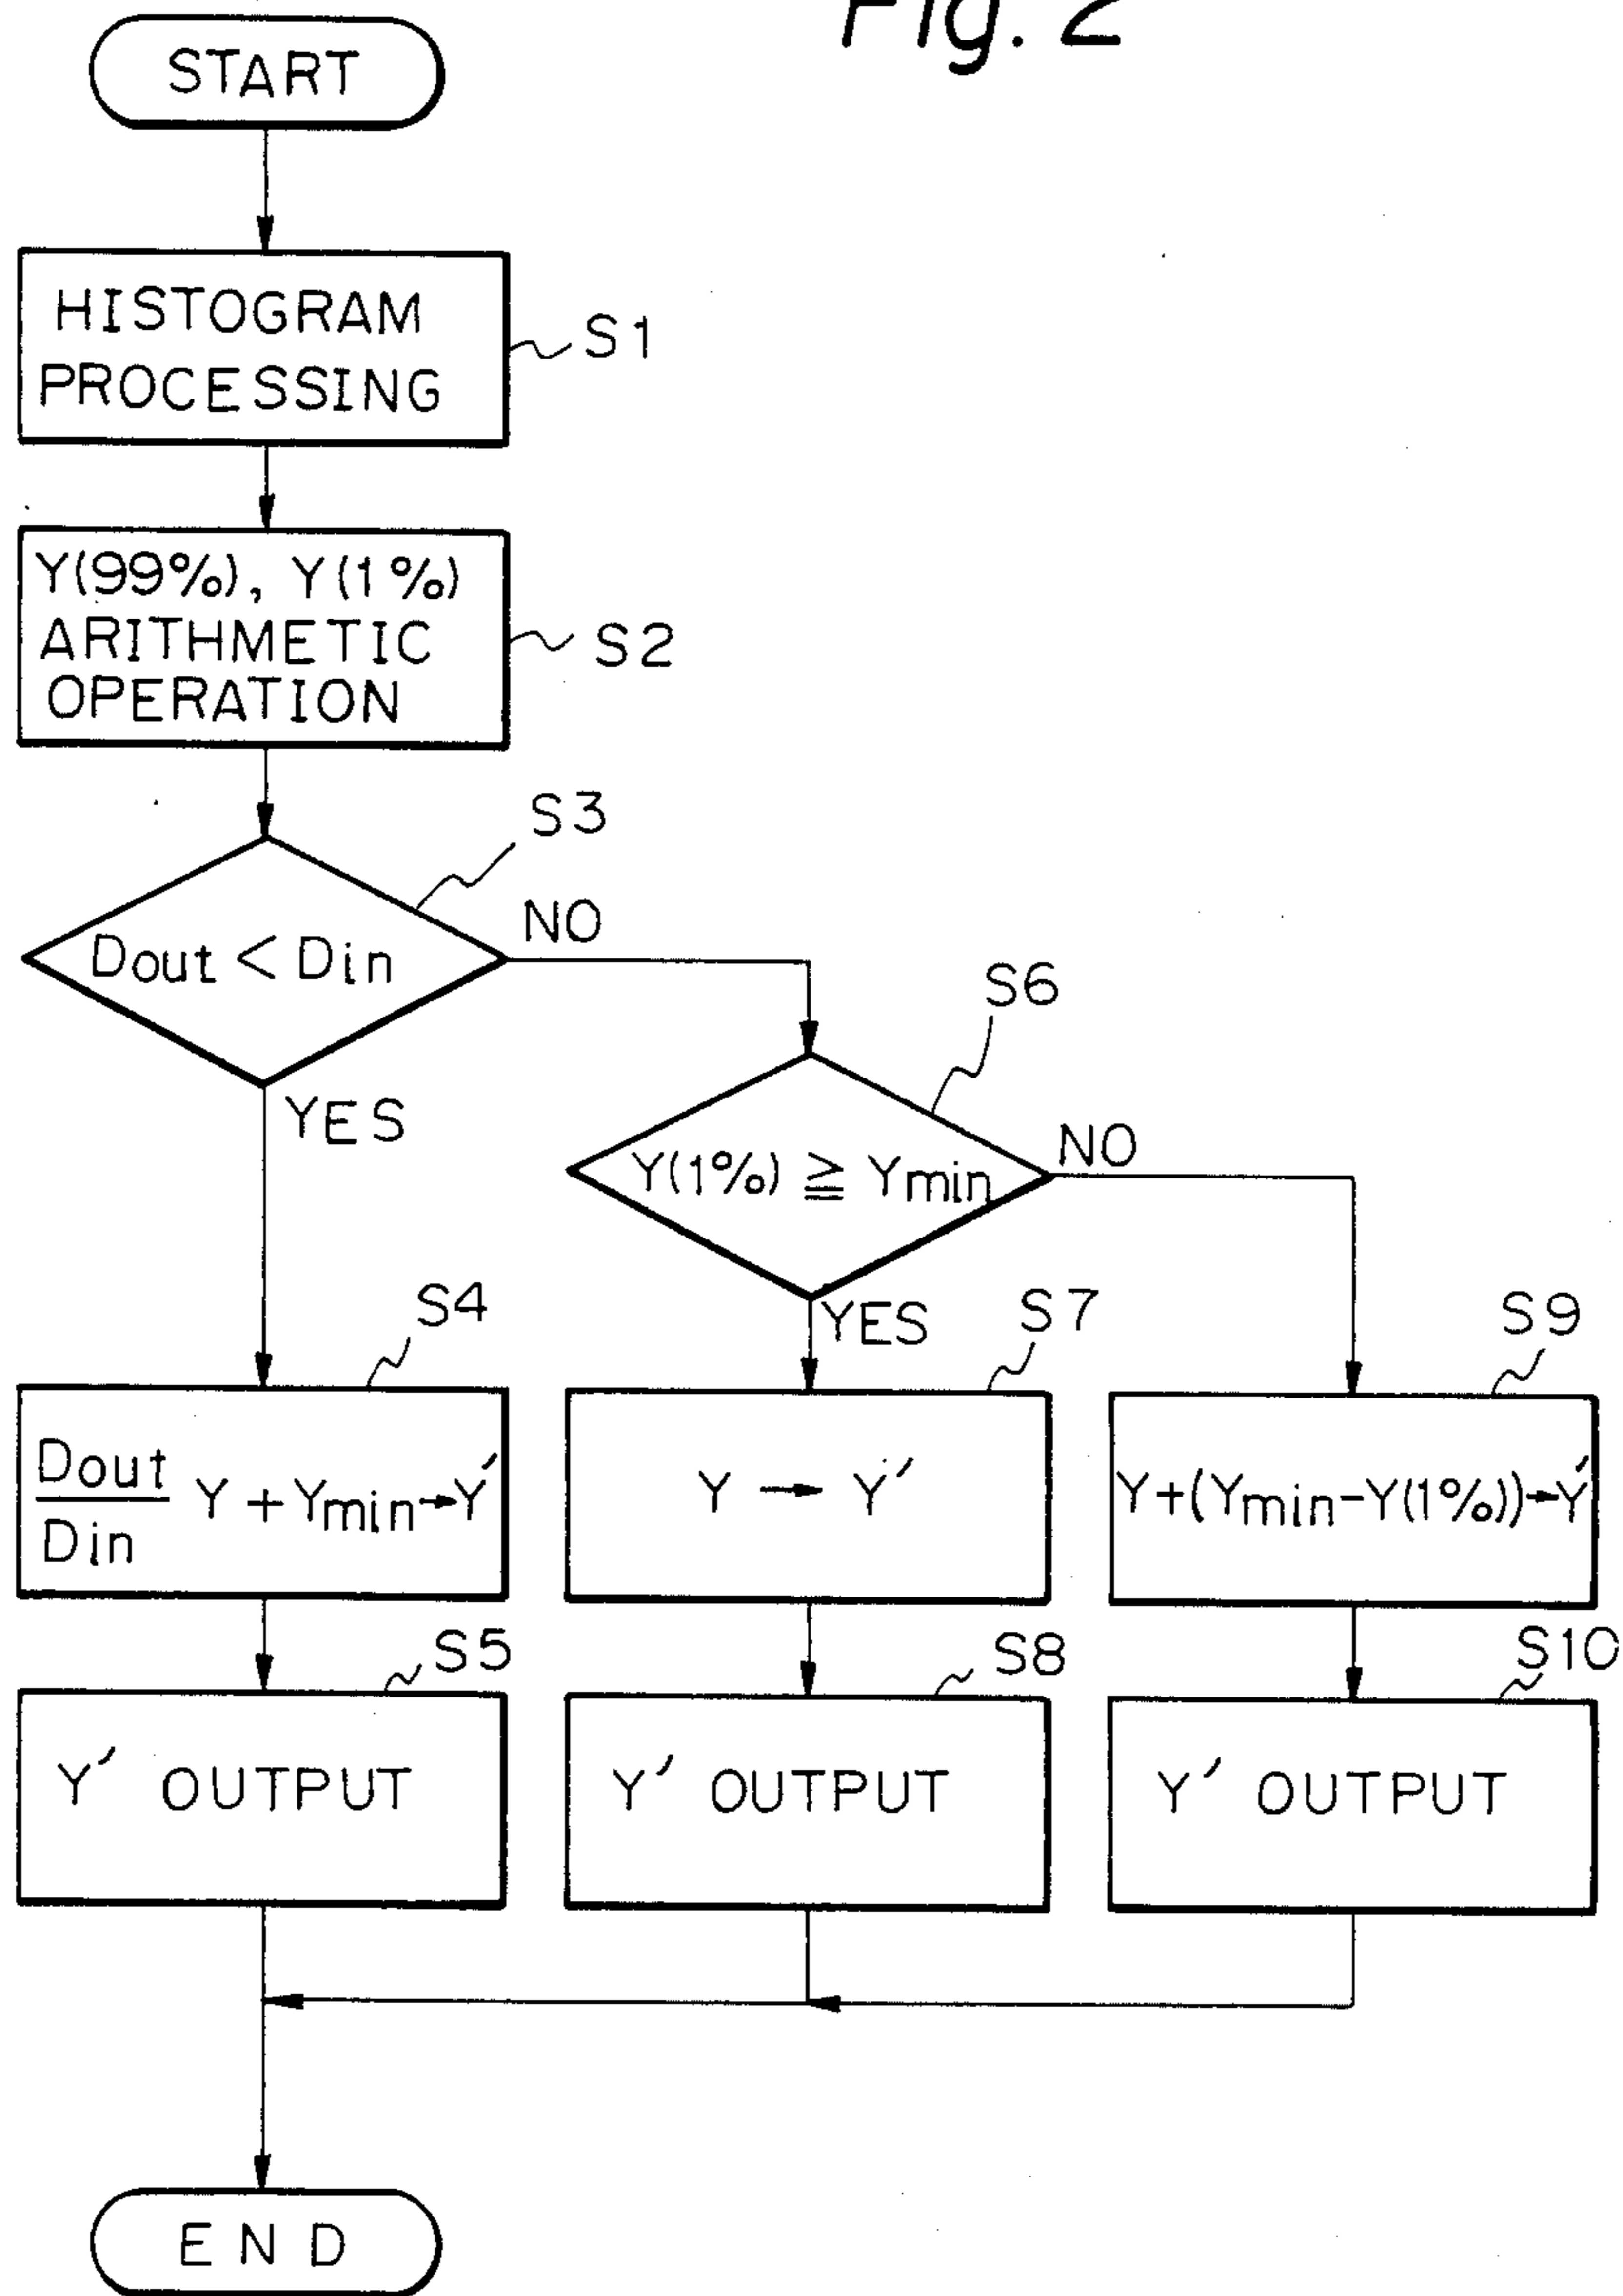 Fig. 2
START
HISTOGRAM
PROCESSING
S1
Y(99%), Y(1%)
ARITHMETIC
OPERATION
S2
S3
Dout < Din
NO
YES
S6
Y(1%) ≧ Ymin
NO
YES
S4
Dout
Din
Y + Ymin → Y′
S7
Y → Y′
S9
Y+(Ymin-Y(1%))→Y′
S5
Y′ OUTPUT
S8
Y′ OUTPUT
S10
Y′ OUTPUT
END